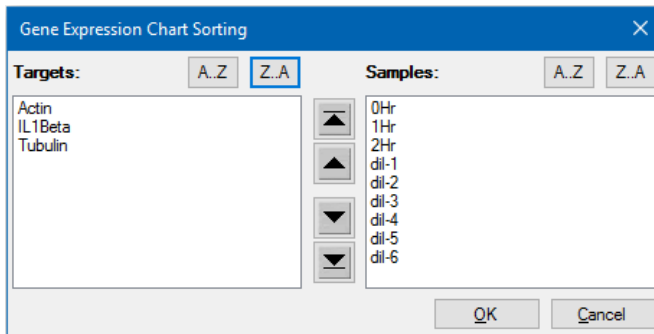 Gene Expression Chart Sorting
Targets:
A..Z
Z..A
Samples:
A..Z
Z..A
Actin
IL1Beta
Tubulin
0Hr
1Hr
2Hr
dil-1
dil-2
dil-3
dil-4
dil-5
dil-6
OK
Cancel